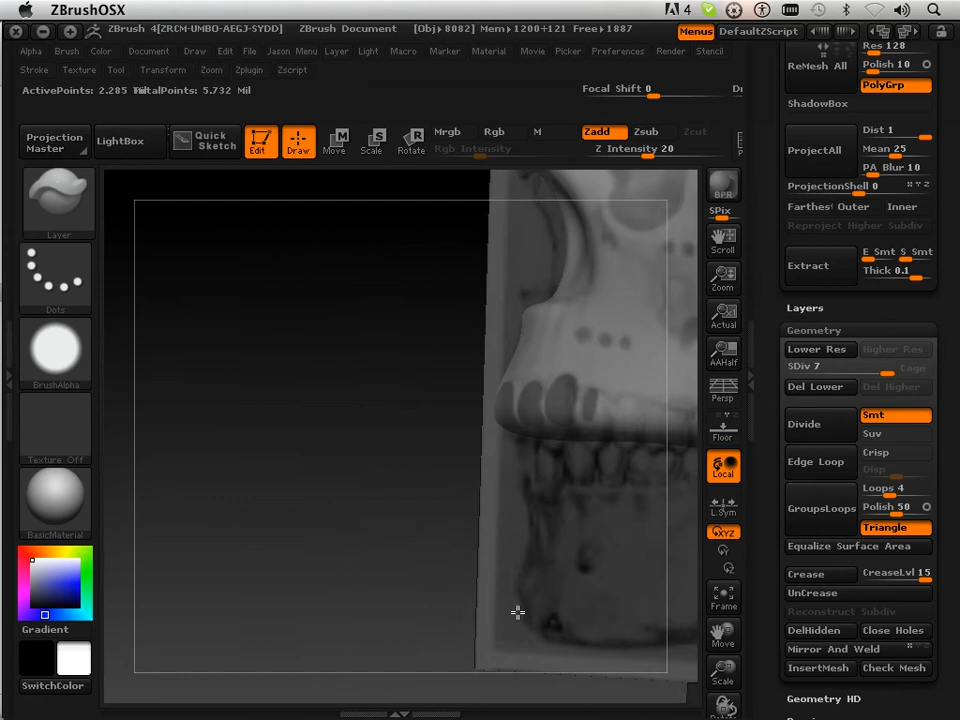 ZBrushOSX
4
ZBrush 4[ZRCM-UMBO-AEGJ-SYDD] ZBrush Document [Obj→8082] Mem→1200+121 Free→1887
Menus DefaultZScript
Alpha Brush Color Document Draw Edit File Jason Menu Layer Light Macro Marker Material Movie Picker Preferences Render Stencil
Stroke Texture Tool Transform Zoom Zplugin Zscript
ActivePoints: 2.285 TotalPoints: 5.732 Mil
Focal Shift 0
Projection Master
LightBox
Quick Sketch
Edit
Draw
Move
Scale
Rotate
Mrgb Rgb M
Rgb Intensity
Zadd Zsub Zcut
Z Intensity 20
Layer
Dots
BrushAlpha
Texture Off
BasicMaterial
Gradient
SwitchColor
BPR
SPix
Scroll
Zoom
Actual
AAHalf
Persp
Floor
Local
L.Sym
XYZ
Frame
Move
Scale
Res 128
ReMesh All
Polish 10
PolyGrp
ShadowBox
Dist 1
ProjectAll
Mean 25
PA Blur 10
ProjectionShell 0
Farthest Outer Inner
Reproject Higher Subdiv
Extract
E Smt S Smt
Thick 0.1
Layers
Geometry
Lower Res Higher Res
SDiv 7 Cage
Del Lower Del Higher
Divide
Smt
Suv
Edge Loop
Crisp
Disp
GroupsLoops
Loops 4
Polish 50
Triangle
Equalize Surface Area
Crease CreaseLvl 15
UnCrease
Reconstruct Subdiv
DelHidden Close Holes
Mirror And Weld
InsertMesh Check Mesh
Geometry HD